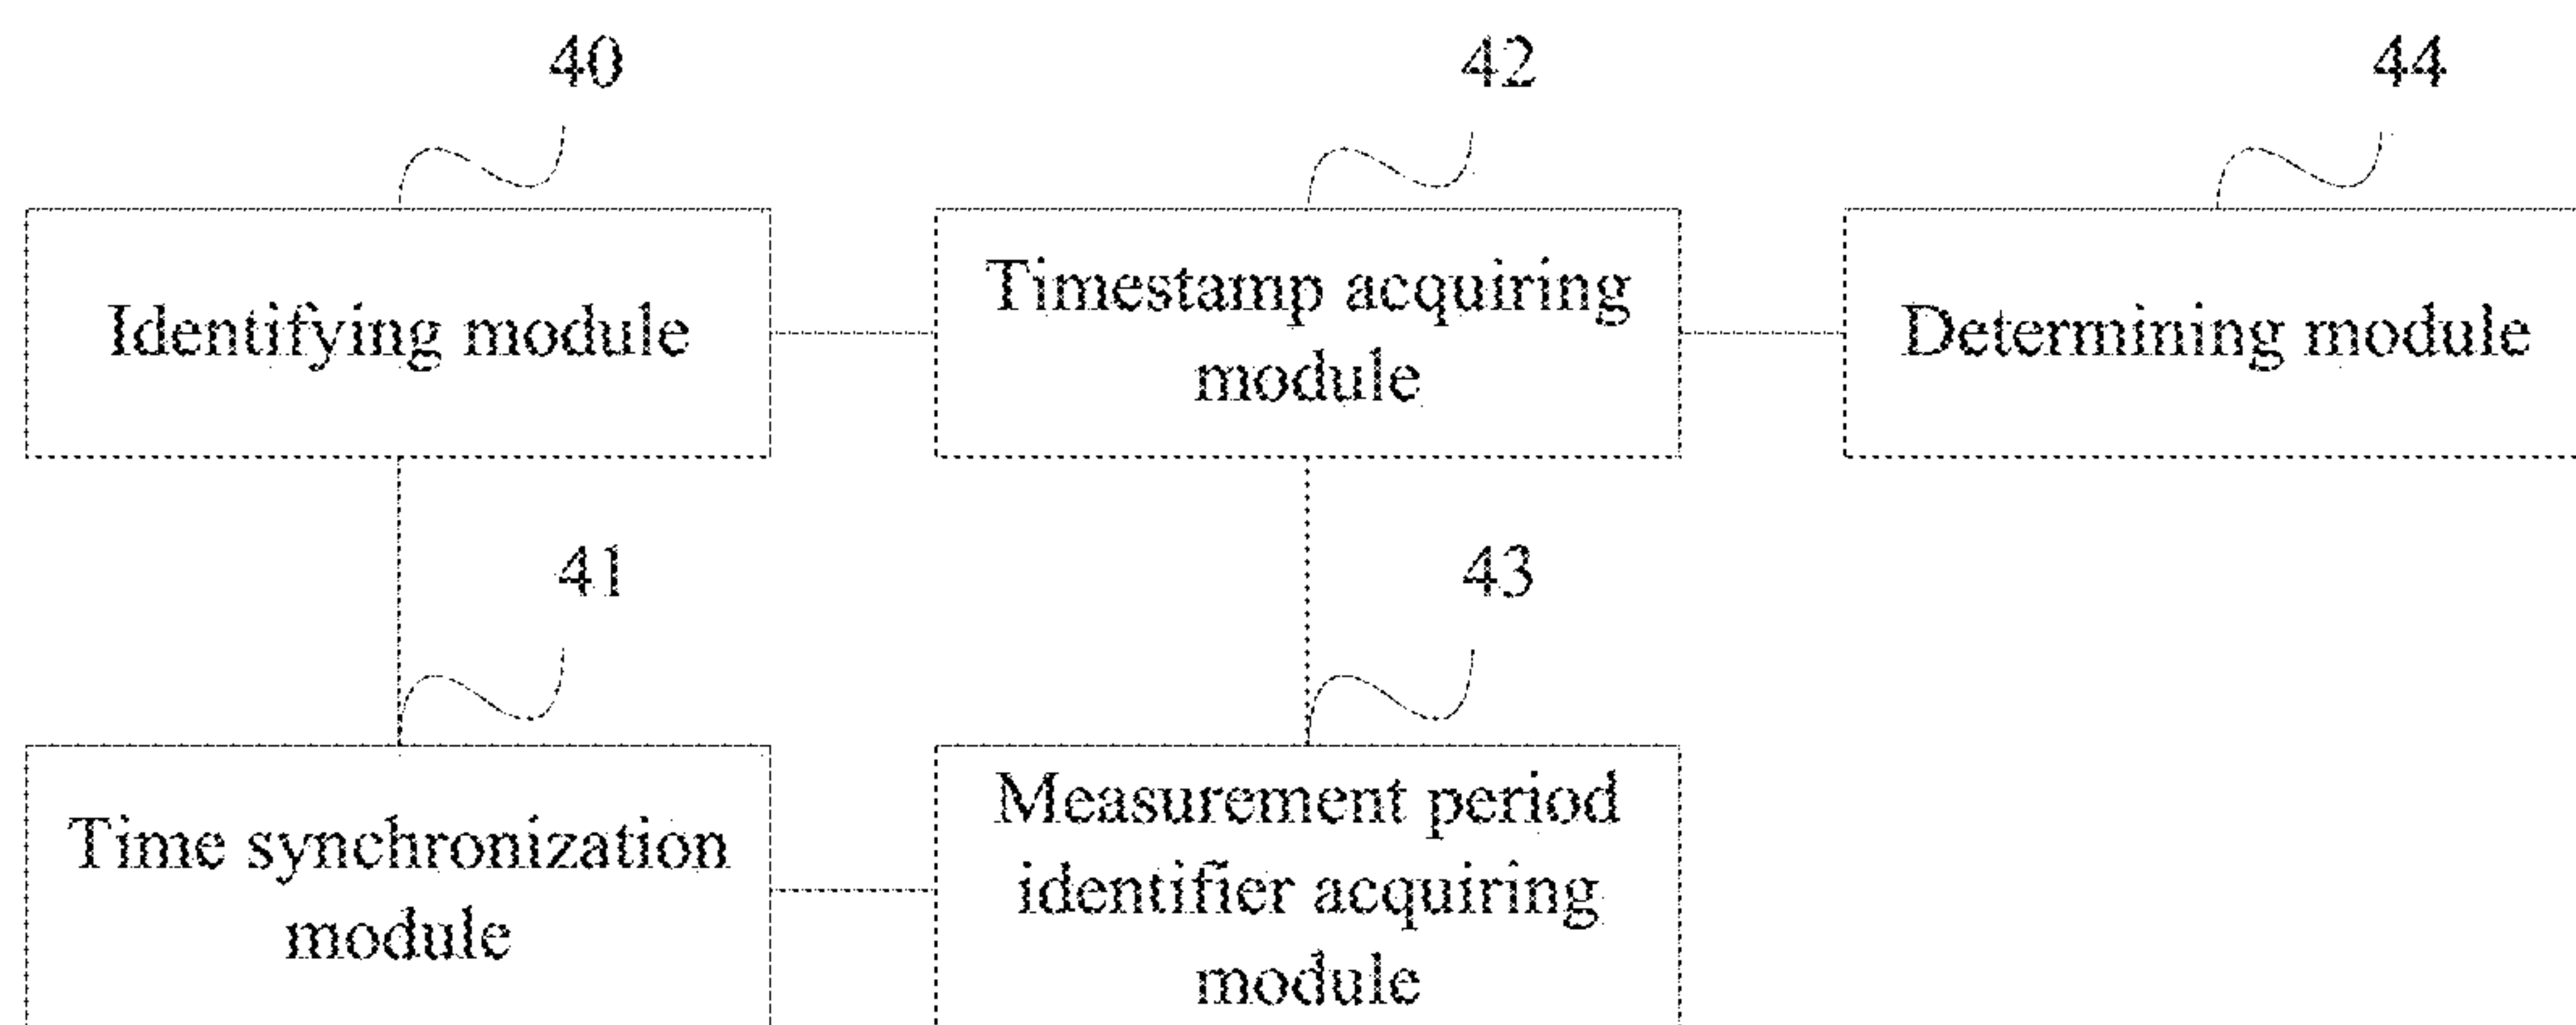 40
42
44
Identifying module
Timestamp acquiring
module
Determining module
41
43
Time synchronization
module
Measurement period
identifier acquiring
module